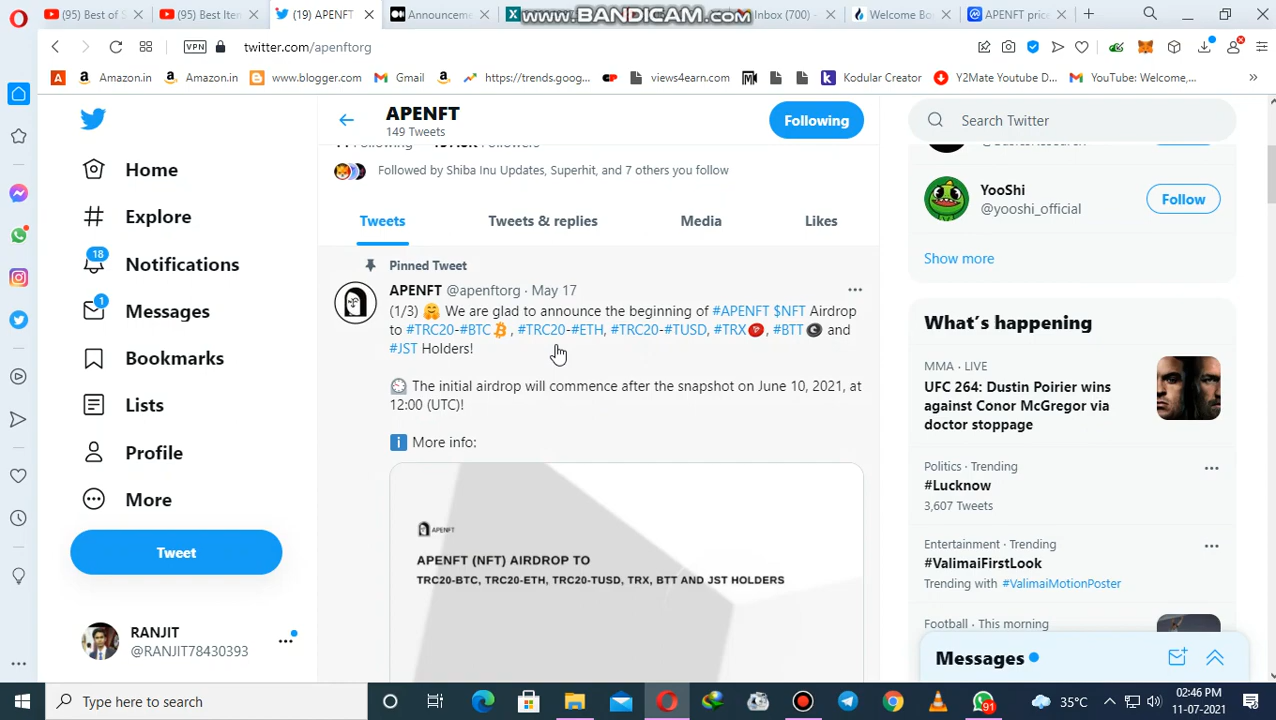 (95) Best of S
(95) Best Iten
(19) APENFT
Announceme
www.BANDICAM.com
Inbox (700) -
Welcome Bo
APENFT price
VPN
twitter.com/apenftorg
Amazon.in
Amazon.in
www.blogger.com
Gmail
https://trends.goog...
views4earn.com
Kodular Creator
Y2Mate Youtube D...
YouTube: Welcome,...
APENFT
149 Tweets
Following
Search Twitter
Followers
Followed by Shiba Inu Updates, Superhit, and 7 others you follow
Home
Explore
18
Notifications
1
Messages
Bookmarks
Lists
Profile
More
Tweet
RANJIT
@RANJIT78430393
Tweets
Tweets & replies
Media
Likes
Pinned Tweet
APENFT @apenftorg · May 17
(1/3) 🤗 We are glad to announce the beginning of #APENFT $NFT Airdrop
to #TRC20-#BTC, #TRC20-#ETH, #TRC20-#TUSD, #TRX, #BTT and
#JST Holders!
The initial airdrop will commence after the snapshot on June 10, 2021, at
12:00 (UTC)!
ℹ️ More info:
APENFT
APENFT (NFT) AIRDROP TO
TRC20-BTC, TRC20-ETH, TRC20-TUSD, TRX, BTT AND JST HOLDERS
YooShi
@yooshi_official
Follow
Show more
What's happening
MMA · LIVE
UFC 264: Dustin Poirier wins
against Conor McGregor via
doctor stoppage
Politics · Trending
#Lucknow
3,607 Tweets
Entertainment · Trending
#ValimaiFirstLook
Trending with #ValimaiMotionPoster
Football · This morning
Messages
Type here to search
91
35°C
02:46 PM
11-07-2021